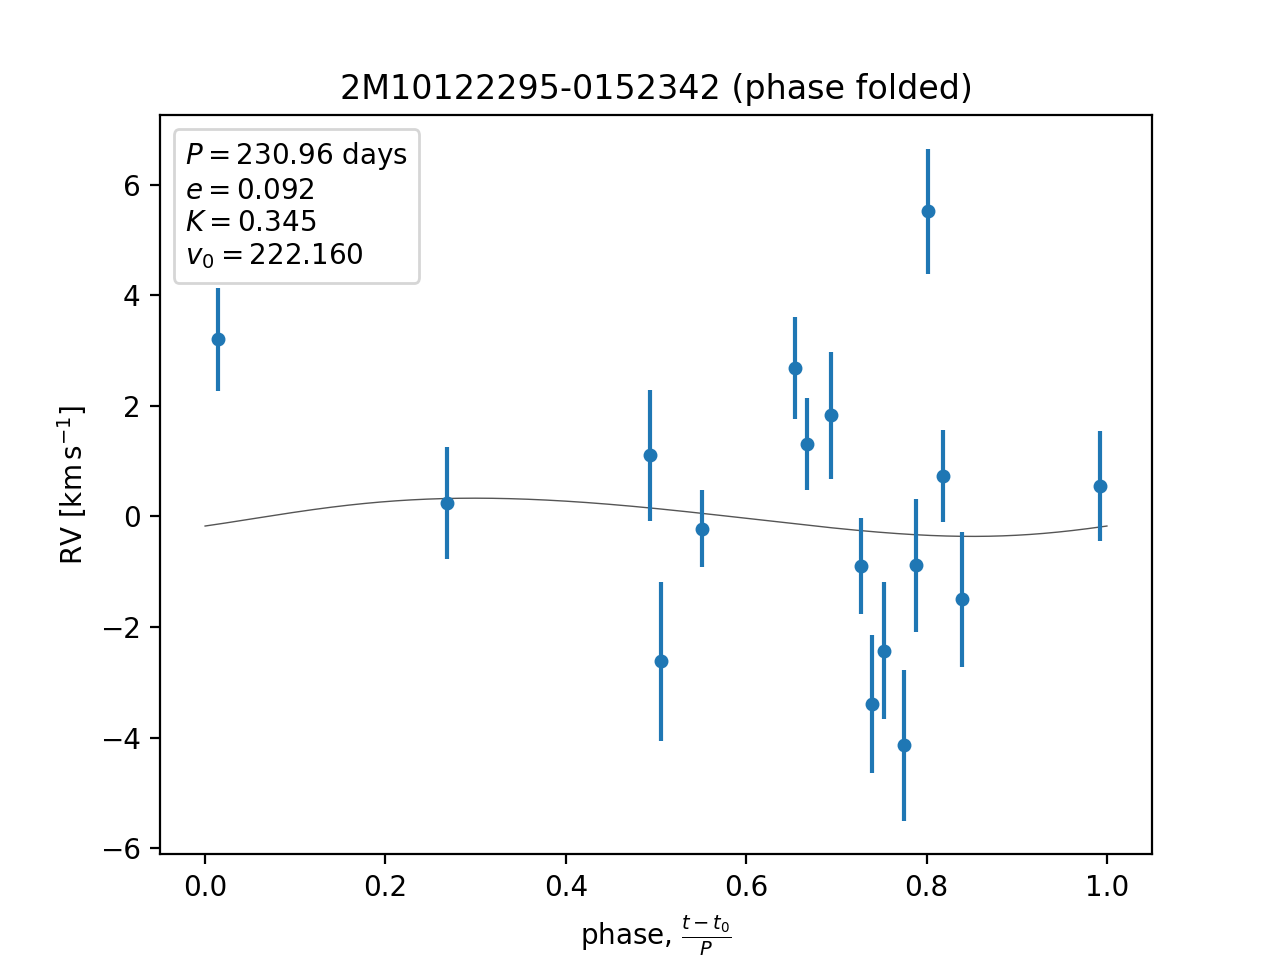 2M10122295-0152342 (phase folded)
P = 230.96 days
e = 0.092
K = 0.345
v₀ = 222.160
RV [km s⁻¹]
6
4
2
0
−2
−4
−6
0.0 0.2 0.4 0.6 0.8 1.0
phase, (t − t₀)/P